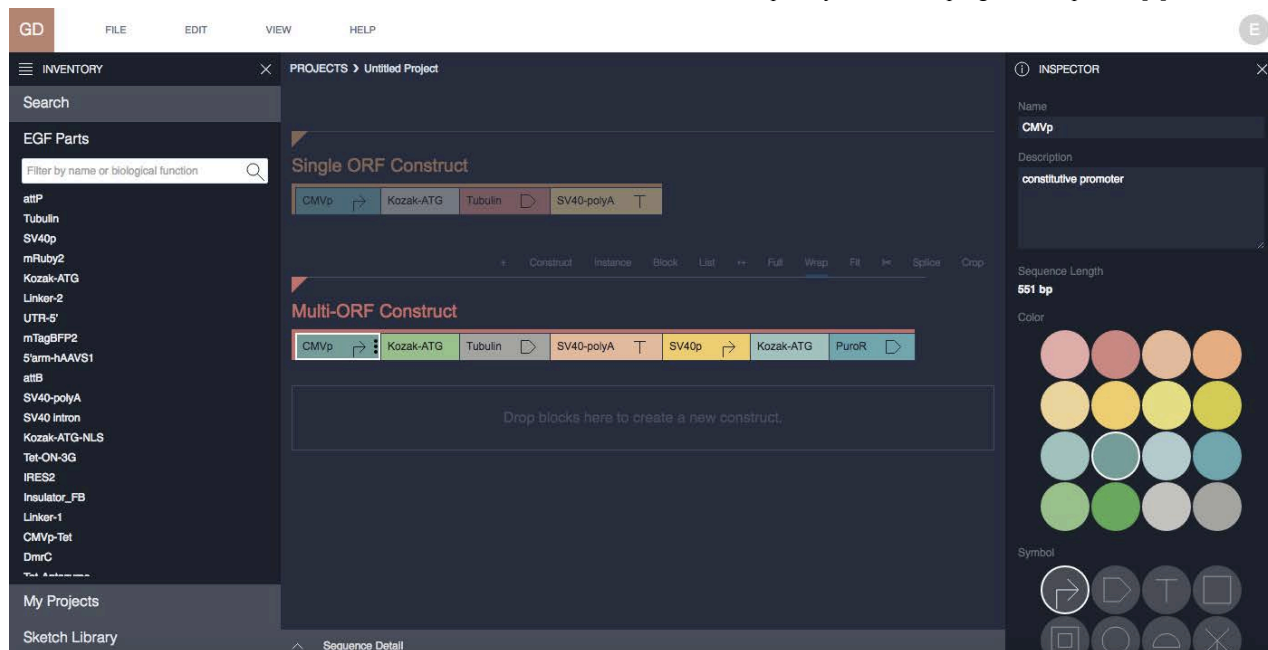 GD FILE EDIT VIEW HELP E
INVENTORY
Search
EGF Parts
Filter by name or biological function
attP
Tubulin
SV40p
mRuby2
Kozak-ATG
Linker-2
UTR-5'
mTagBFP2
5'arm-hAAVS1
attB
SV40-polyA
SV40 intron
Kozak-ATG-NLS
Tet-ON-3G
IRES2
Insulator_FB
Linker-1
CMVp-Tet
DmrC
My Projects
Sketch Library
PROJECTS > Untitled Project
Single ORF Construct
CMVp Kozak-ATG Tubulin SV40-polyA
+ Construct Instance Block List Full Wrap Fit Splice Crop
Multi-ORF Construct
CMVp Kozak-ATG Tubulin SV40-polyA SV40p Kozak-ATG PuroR
Drop blocks here to create a new construct.
Sequence Detail
INSPECTOR
Name
CMVp
Description
constitutive promoter
Sequence Length
551 bp
Color
Symbol